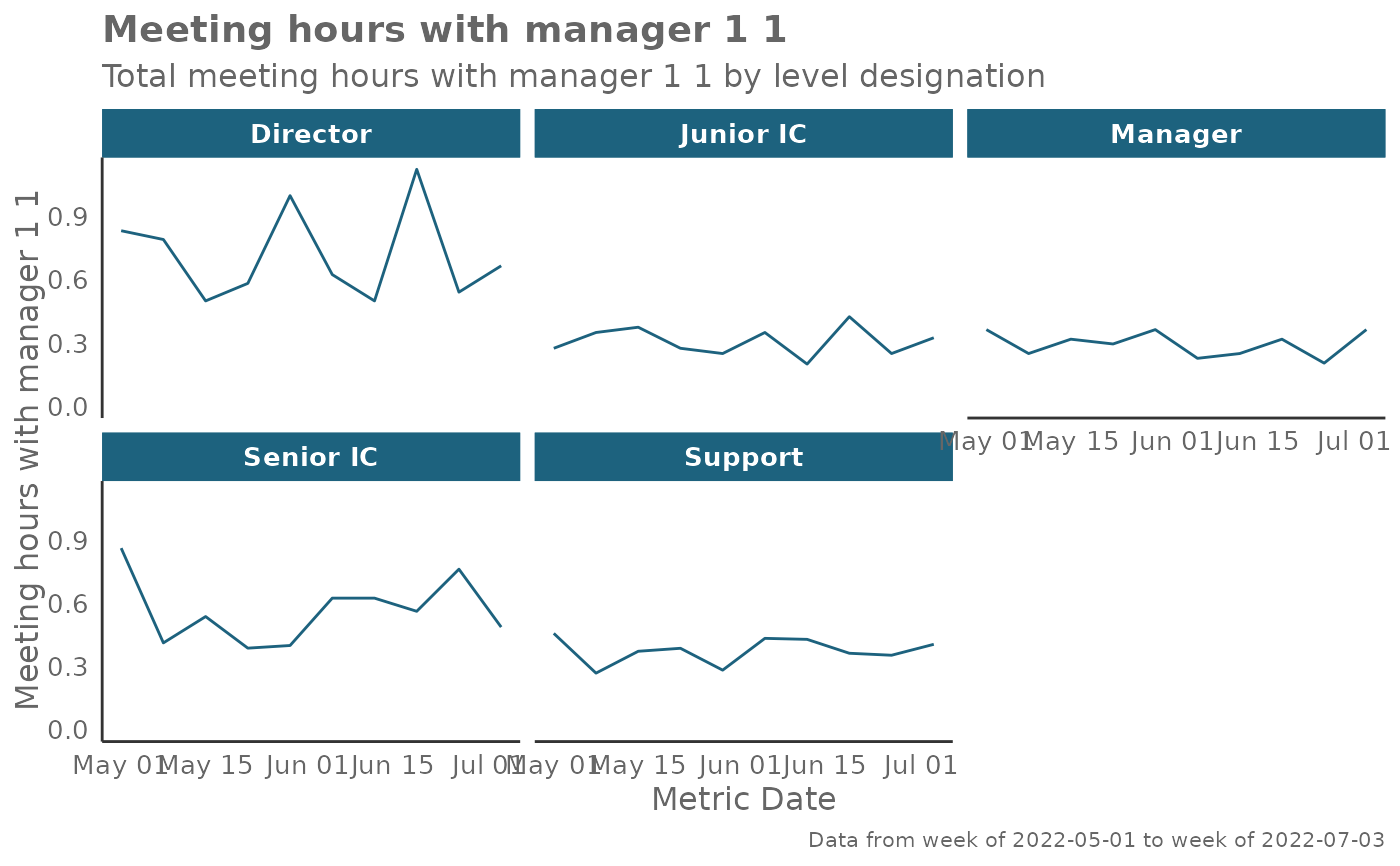 Meeting hours with manager 1 1
Total meeting hours with manager 1 1 by level designation
Meeting hours with manager 1 1
Director
Junior IC
Manager
0.9
0.6
0.3
0.0
May 01
May 15
Jun 01
Jun 15
Jul 01
Senior IC
Support
0.9
0.6
0.3
0.0
May 01
May 15
Jun 01
Jun 15
Jul 01
May 01
May 15
Jun 01
Jun 15
Jul 01
Metric Date
Data from week of 2022-05-01 to week of 2022-07-03